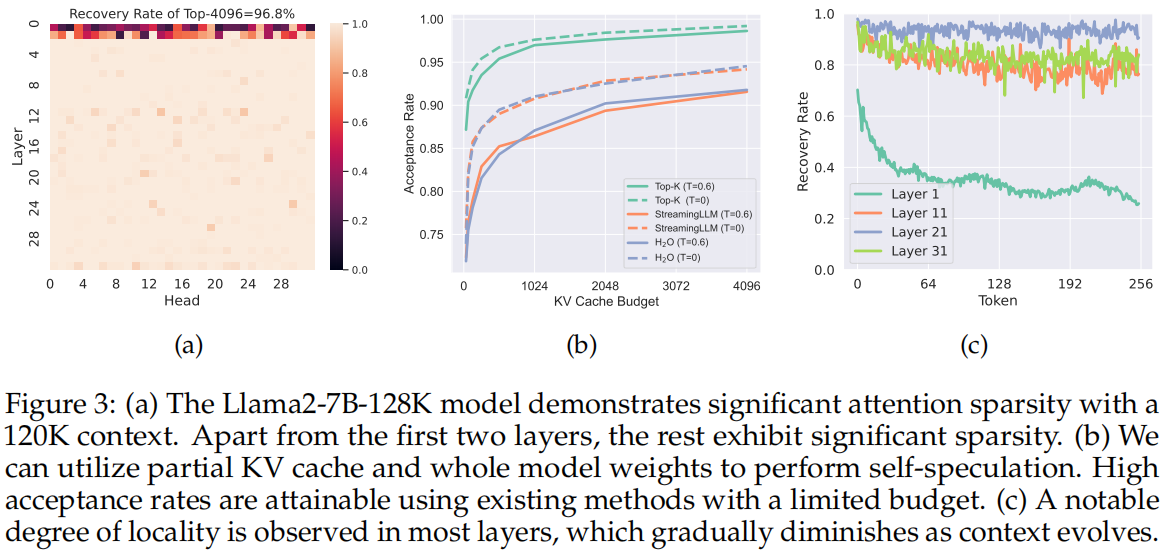 Recovery Rate of Top-4096=96.8%
0
4
8
12
16
20
24
28
Layer
0 4 8 12 16 20 24 28
Head
1.0
0.8
0.6
0.4
0.2
0.0
(a)
1.00
0.95
0.90
0.85
0.80
0.75
Acceptance Rate
Top-K (T=0.6)
Top-K (T=0)
StreamingLLM (T=0.6)
StreamingLLM (T=0)
H2O (T=0.6)
H2O (T=0)
0 1024 2048 3072 4096
KV Cache Budget
(b)
1.0
0.8
0.6
0.4
0.2
0.0
Recovery Rate
Layer 1
Layer 11
Layer 21
Layer 31
0 64 128 192 256
Token
(c)
Figure 3: (a) The Llama2-7B-128K model demonstrates significant attention sparsity with a
120K context. Apart from the first two layers, the rest exhibit significant sparsity. (b) We
can utilize partial KV cache and whole model weights to perform self-speculation. High
acceptance rates are attainable using existing methods with a limited budget. (c) A notable
degree of locality is observed in most layers, which gradually diminishes as context evolves.